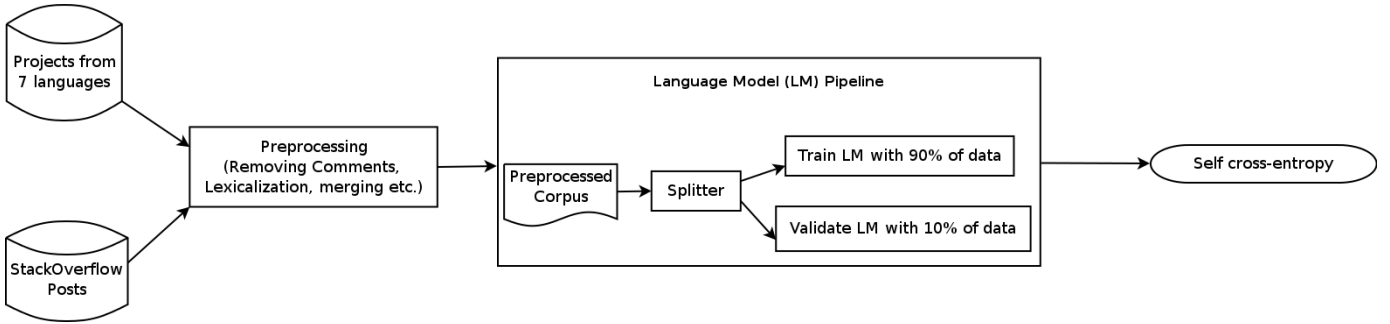 Projects from
7 languages
StackOverflow
Posts
Preprocessing
(Removing Comments,
Lexicalization, merging etc.)
Language Model (LM) Pipeline
Preprocessed
Corpus
Splitter
Train LM with 90% of data
Validate LM with 10% of data
Self cross-entropy